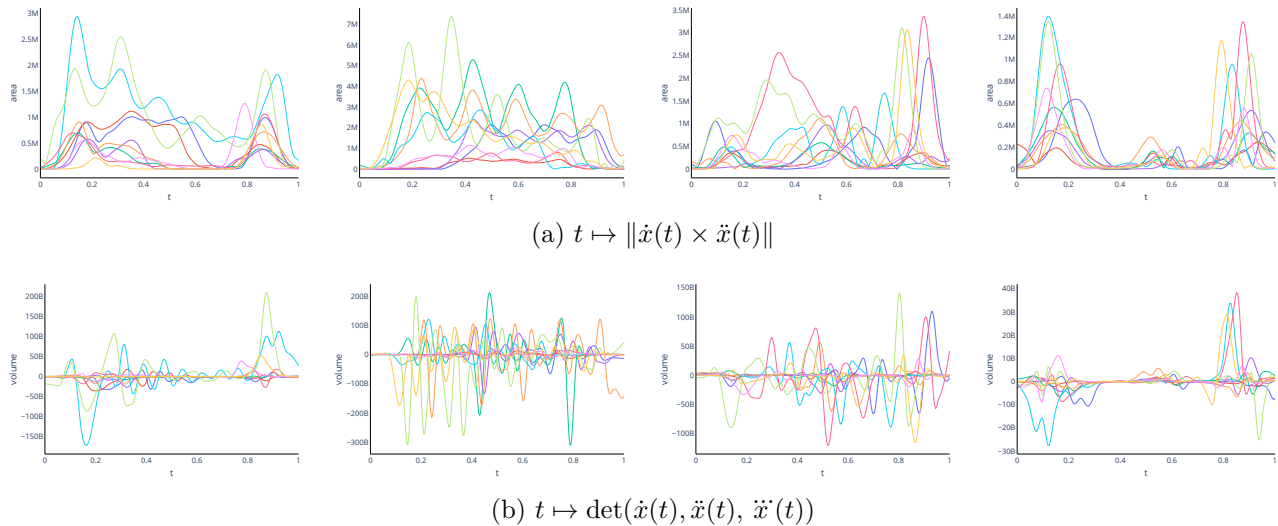 3M
2.5M
2M
1.5M
1M
0.5M
0
area
0
0.2
0.4
0.6
0.8
1
t
7M
6M
5M
4M
3M
2M
1M
0
area
0
0.2
0.4
0.6
0.8
1
t
3.5M
3M
2.5M
2M
1.5M
1M
0.5M
0
area
0
0.2
0.4
0.6
0.8
1
t
1.4M
1.2M
1M
0.8M
0.6M
0.4M
0.2M
0
area
0
0.2
0.4
0.6
0.8
1
t
(a) t ↦ ∥ẋ(t) × ẍ(t)∥
200B
150B
100B
50B
0
−50B
−100B
−150B
volume
0
0.2
0.4
0.6
0.8
1
t
200B
100B
0
−100B
−200B
−300B
volume
0
0.2
0.4
0.6
0.8
1
t
150B
100B
50B
0
−50B
−100B
volume
0
0.2
0.4
0.6
0.8
1
t
40B
30B
20B
10B
0
−10B
−20B
−30B
volume
0
0.2
0.4
0.6
0.8
1
t
(b) t ↦ det(ẋ(t), ẍ(t), x⃛(t))